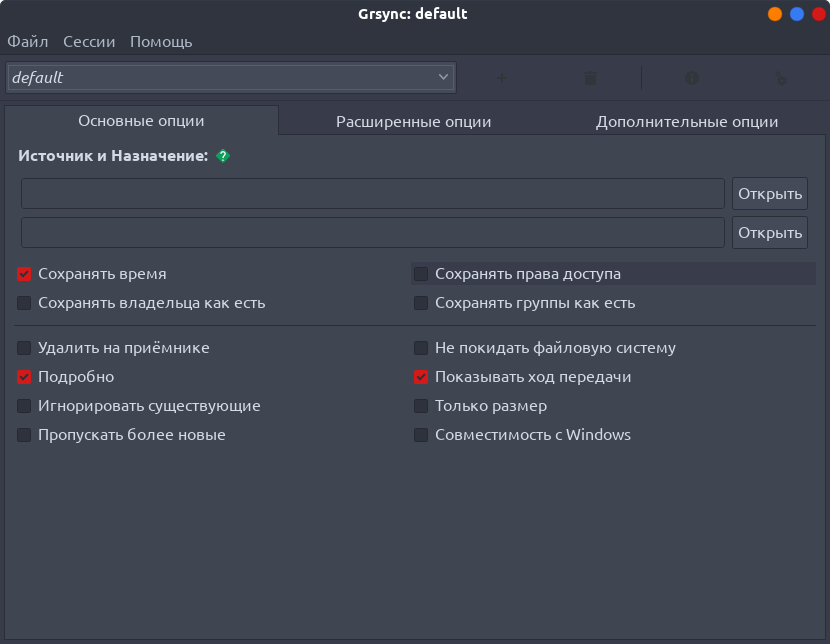 Grsync: default
Файл Сессии Помощь
default
Основные опции Расширенные опции Дополнительные опции
Источник и Назначение: ?
Открыть
Открыть
Сохранять время Сохранять права доступа
Сохранять владельца как есть Сохранять группы как есть
Удалить на приёмнике Не покидать файловую систему
Подробно Показывать ход передачи
Игнорировать существующие Только размер
Пропускать более новые Совместимость с Windows